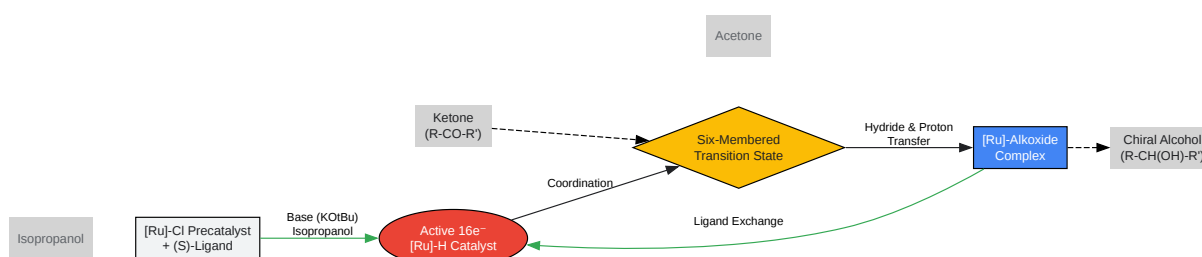 Acetone
Ketone
(R-CO-R')
Six-Membered
Transition State
Hydride & Proton
Transfer
[Ru]-Alkoxide
Complex
Chiral Alcohol
(R-CH(OH)-R')
Coordination
Isopropanol
[Ru]-Cl Precatalyst
+ (S)-Ligand
Base (KOtBu)
Isopropanol
Active 16e⁻
[Ru]-H Catalyst
Ligand Exchange